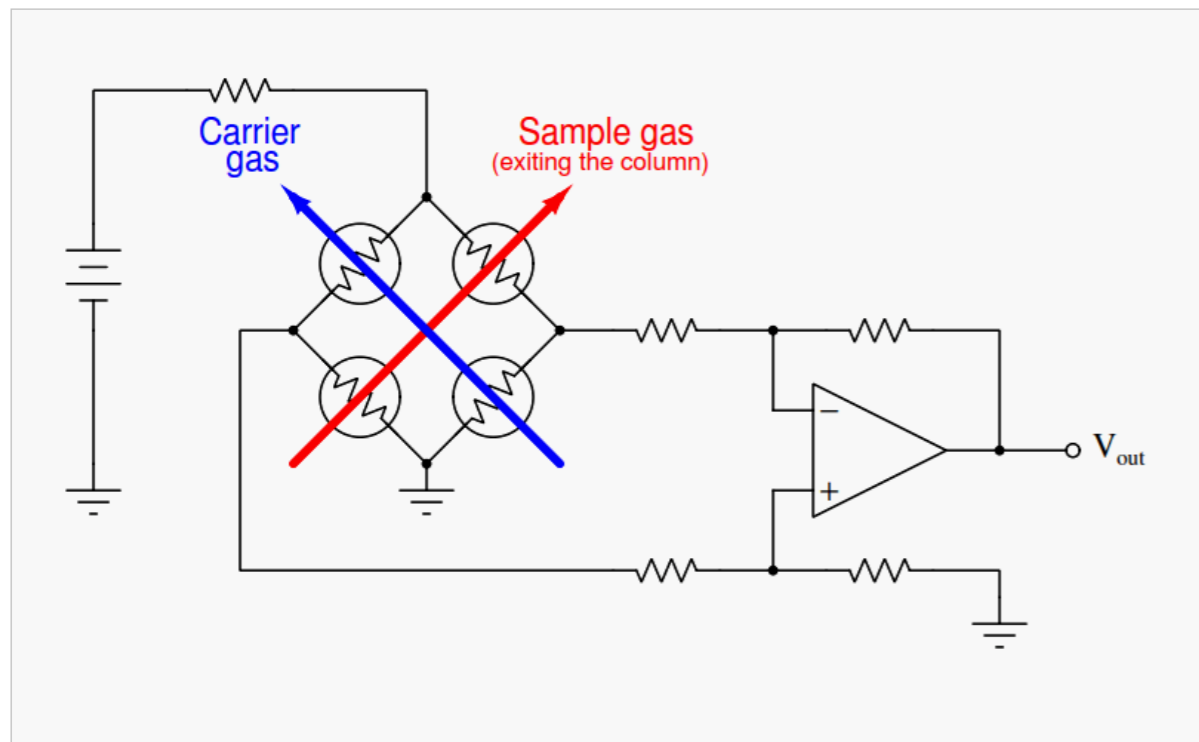 Carrier
gas
Sample gas
(exiting the column)
−
+
Vout